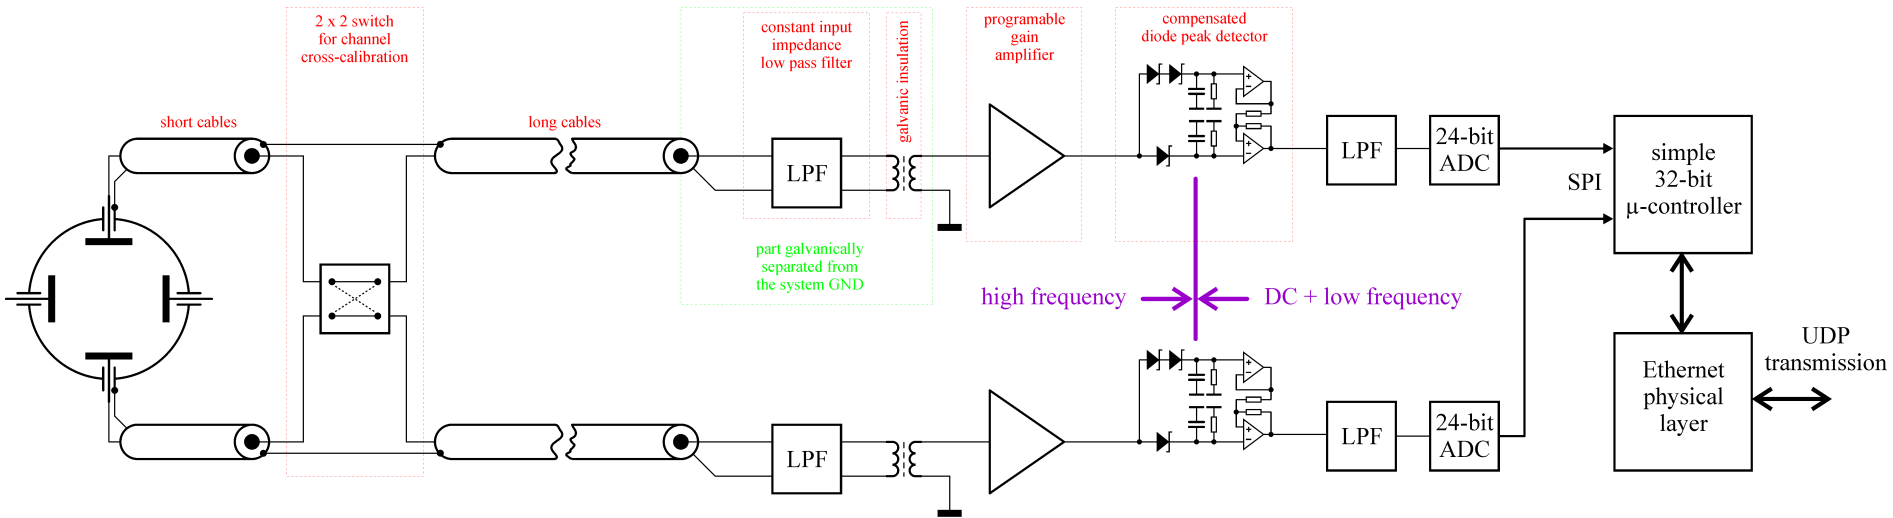 2 x 2 switch
for channel
cross-calibration
constant input
impedance
low pass filter
galvanic insulation
programable
gain
amplifier
compensated
diode peak detector
short cables
long cables
LPF
LPF
24-bit
ADC
SPI
simple
32-bit
µ-controller
part galvanically
separated from
the system GND
high frequency
DC + low frequency
UDP
transmission
Ethernet
physical
layer
LPF
LPF
24-bit
ADC